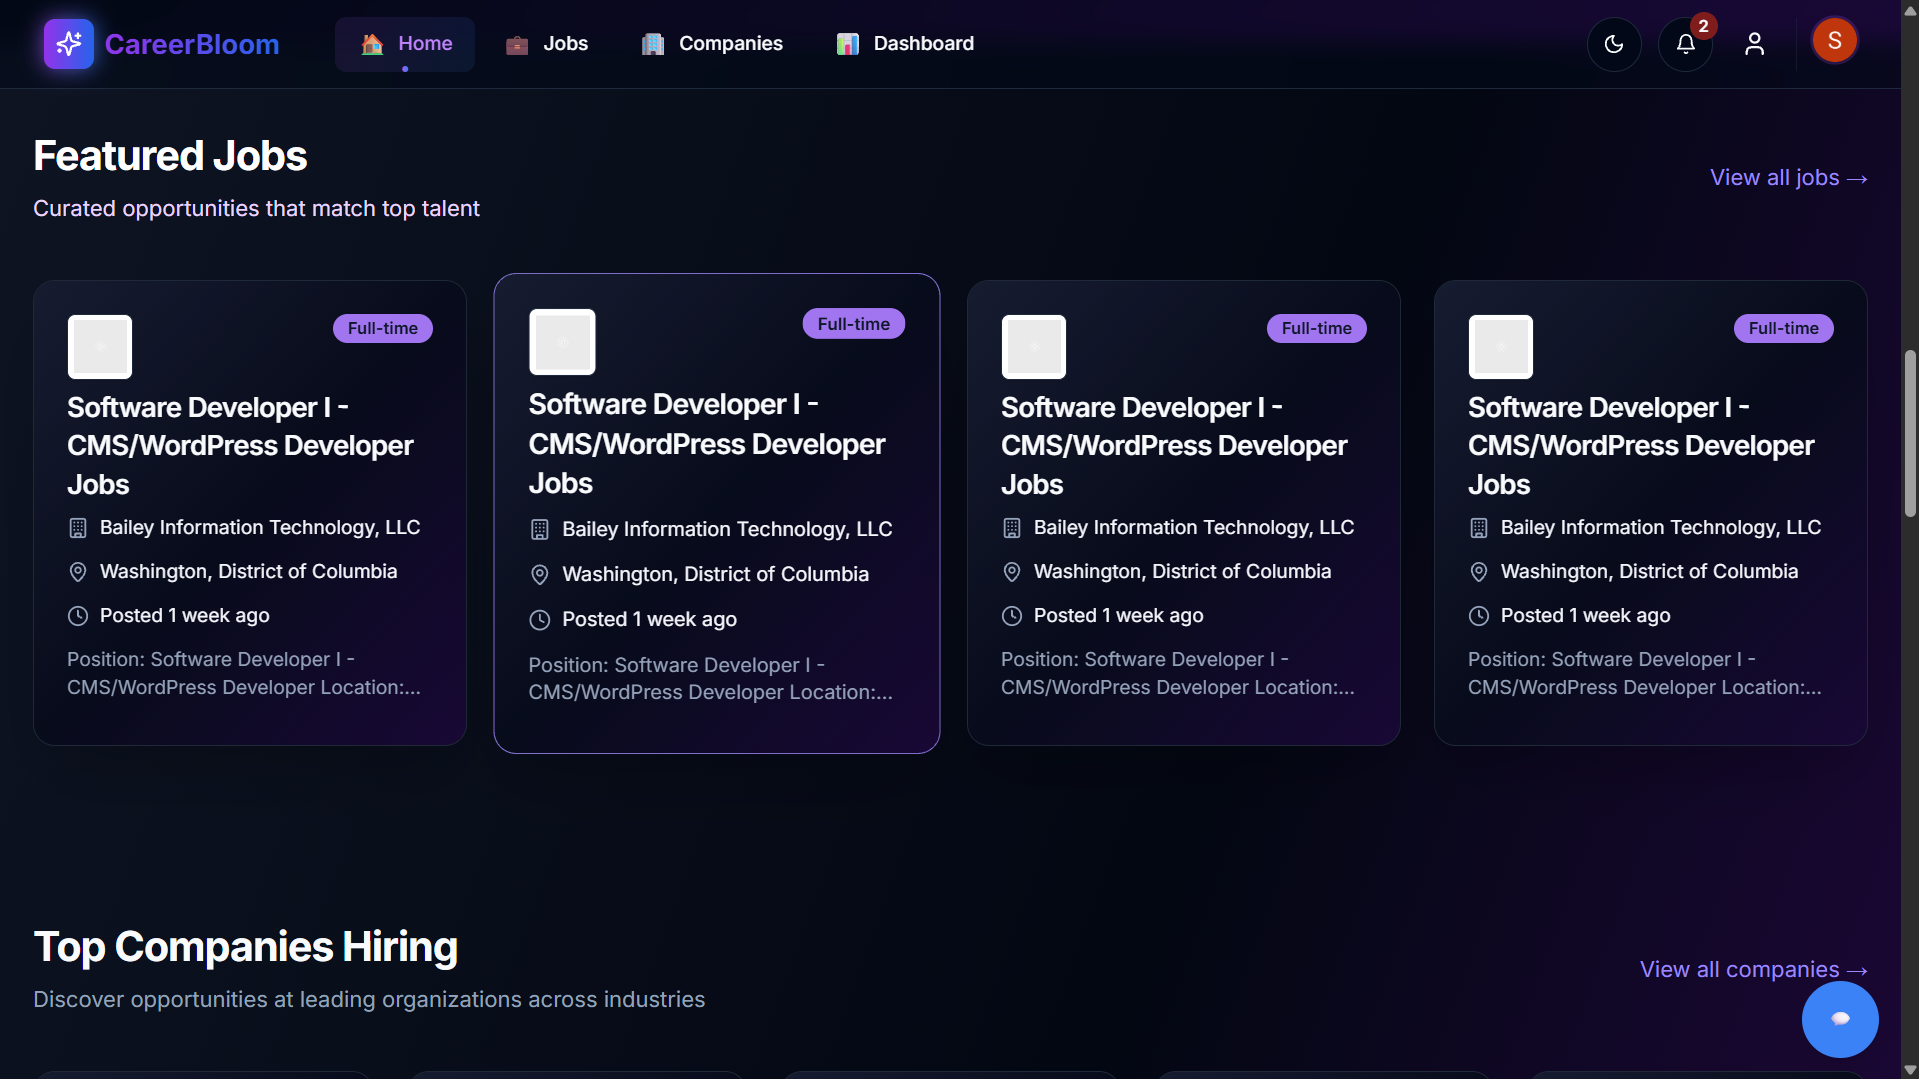 CareerBloom
Home
Jobs
Companies
Dashboard
2
S
Featured Jobs
Curated opportunities that match top talent
View all jobs →
Full-time
Software Developer I -
CMS/WordPress Developer
Jobs
Bailey Information Technology, LLC
Washington, District of Columbia
Posted 1 week ago
Position: Software Developer I -
CMS/WordPress Developer Location:...
Full-time
Software Developer I -
CMS/WordPress Developer
Jobs
Bailey Information Technology, LLC
Washington, District of Columbia
Posted 1 week ago
Position: Software Developer I -
CMS/WordPress Developer Location:...
Full-time
Software Developer I -
CMS/WordPress Developer
Jobs
Bailey Information Technology, LLC
Washington, District of Columbia
Posted 1 week ago
Position: Software Developer I -
CMS/WordPress Developer Location:...
Full-time
Software Developer I -
CMS/WordPress Developer
Jobs
Bailey Information Technology, LLC
Washington, District of Columbia
Posted 1 week ago
Position: Software Developer I -
CMS/WordPress Developer Location:...
Top Companies Hiring
Discover opportunities at leading organizations across industries
View all companies →